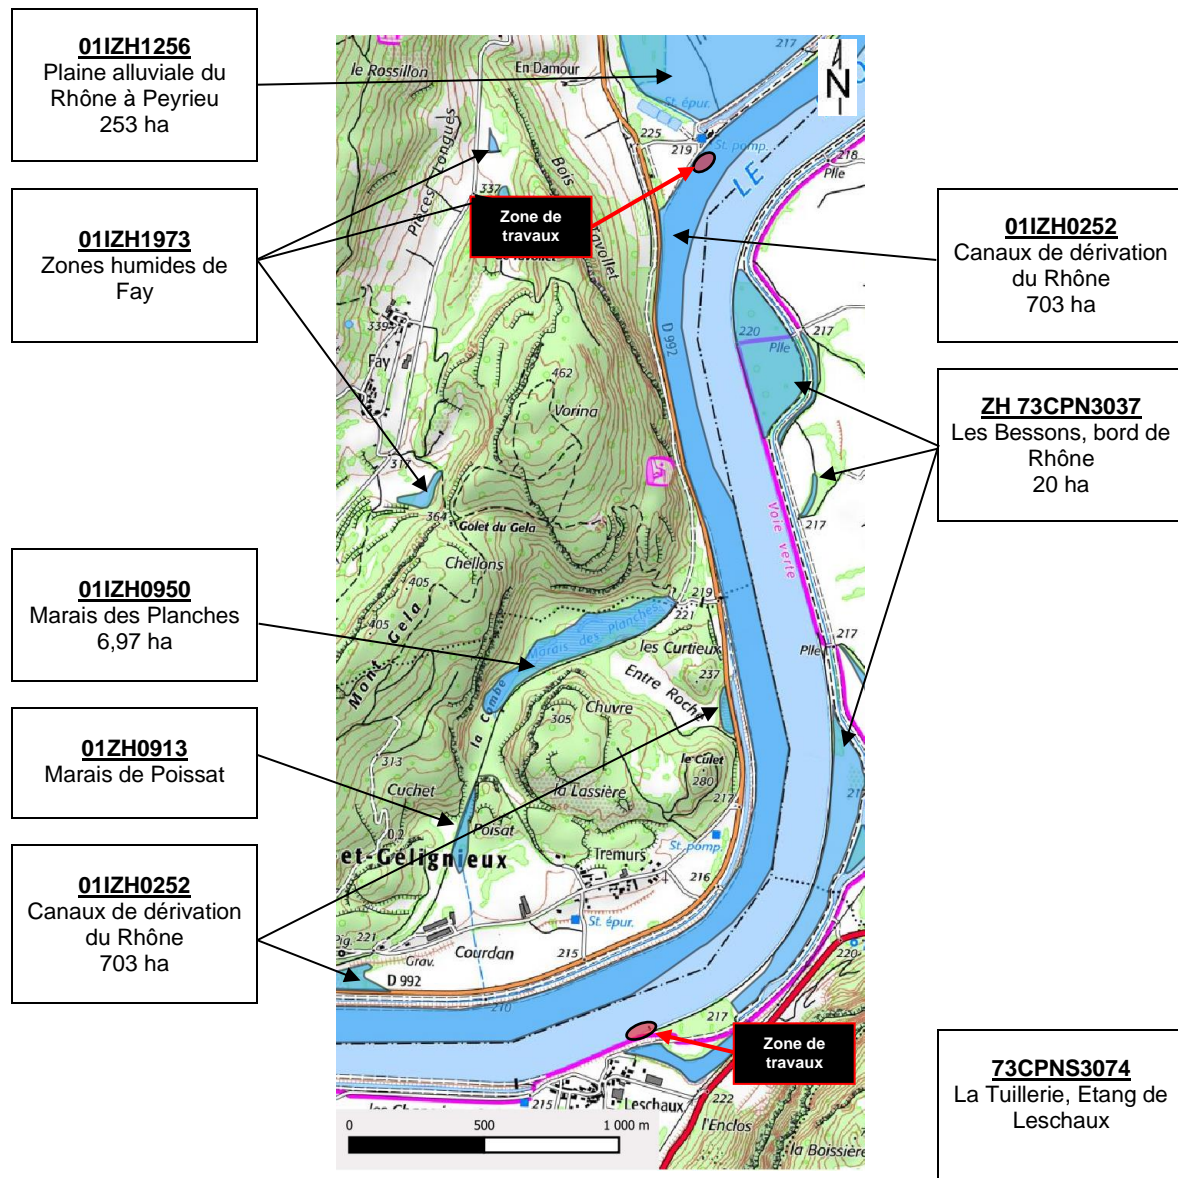 01IZH1256
Plaine alluviale du
Rhône à Peyrieu
253 ha
01IZH1973
Zones humides de
Fay
01IZH0950
Marais des Planches
6,97 ha
01ZH0913
Marais de Poissat
01IZH0252
Canaux de dérivation
du Rhône
703 ha
01IZH0252
Canaux de dérivation
du Rhône
703 ha
ZH 73CPN3037
Les Bessons, bord de
Rhône
20 ha
73CPNS3074
La Tuillerie, Etang de
Leschaux
le Rossillon
En Damour
217
N
St. épur.
225
219
St. pomp.
LE
218
Plle
Pièces Longues
Bois
337
Zone de
travaux
339
Fay
D 992
220
217
Plle
462
Vorina
317
364
Golet du Gela
217
Voie verte
Chellons
405
405
Mont Gela
Marais des Planches
219
221
les Curtieux
217
Plle
237
Entre Roche
la Combe
Chuvre
305
313
le Culet
280
Cuchet
la Lassière
217
Poisat
St. pomp.
et-Gélignieux
Tremurs
216
221
St. épur.
Grav.
Courdan
215
D 992
210
220
217
Zone de
travaux
215
Leschaux
222
l'Enclos
la Boissière
0 500 1 000 m